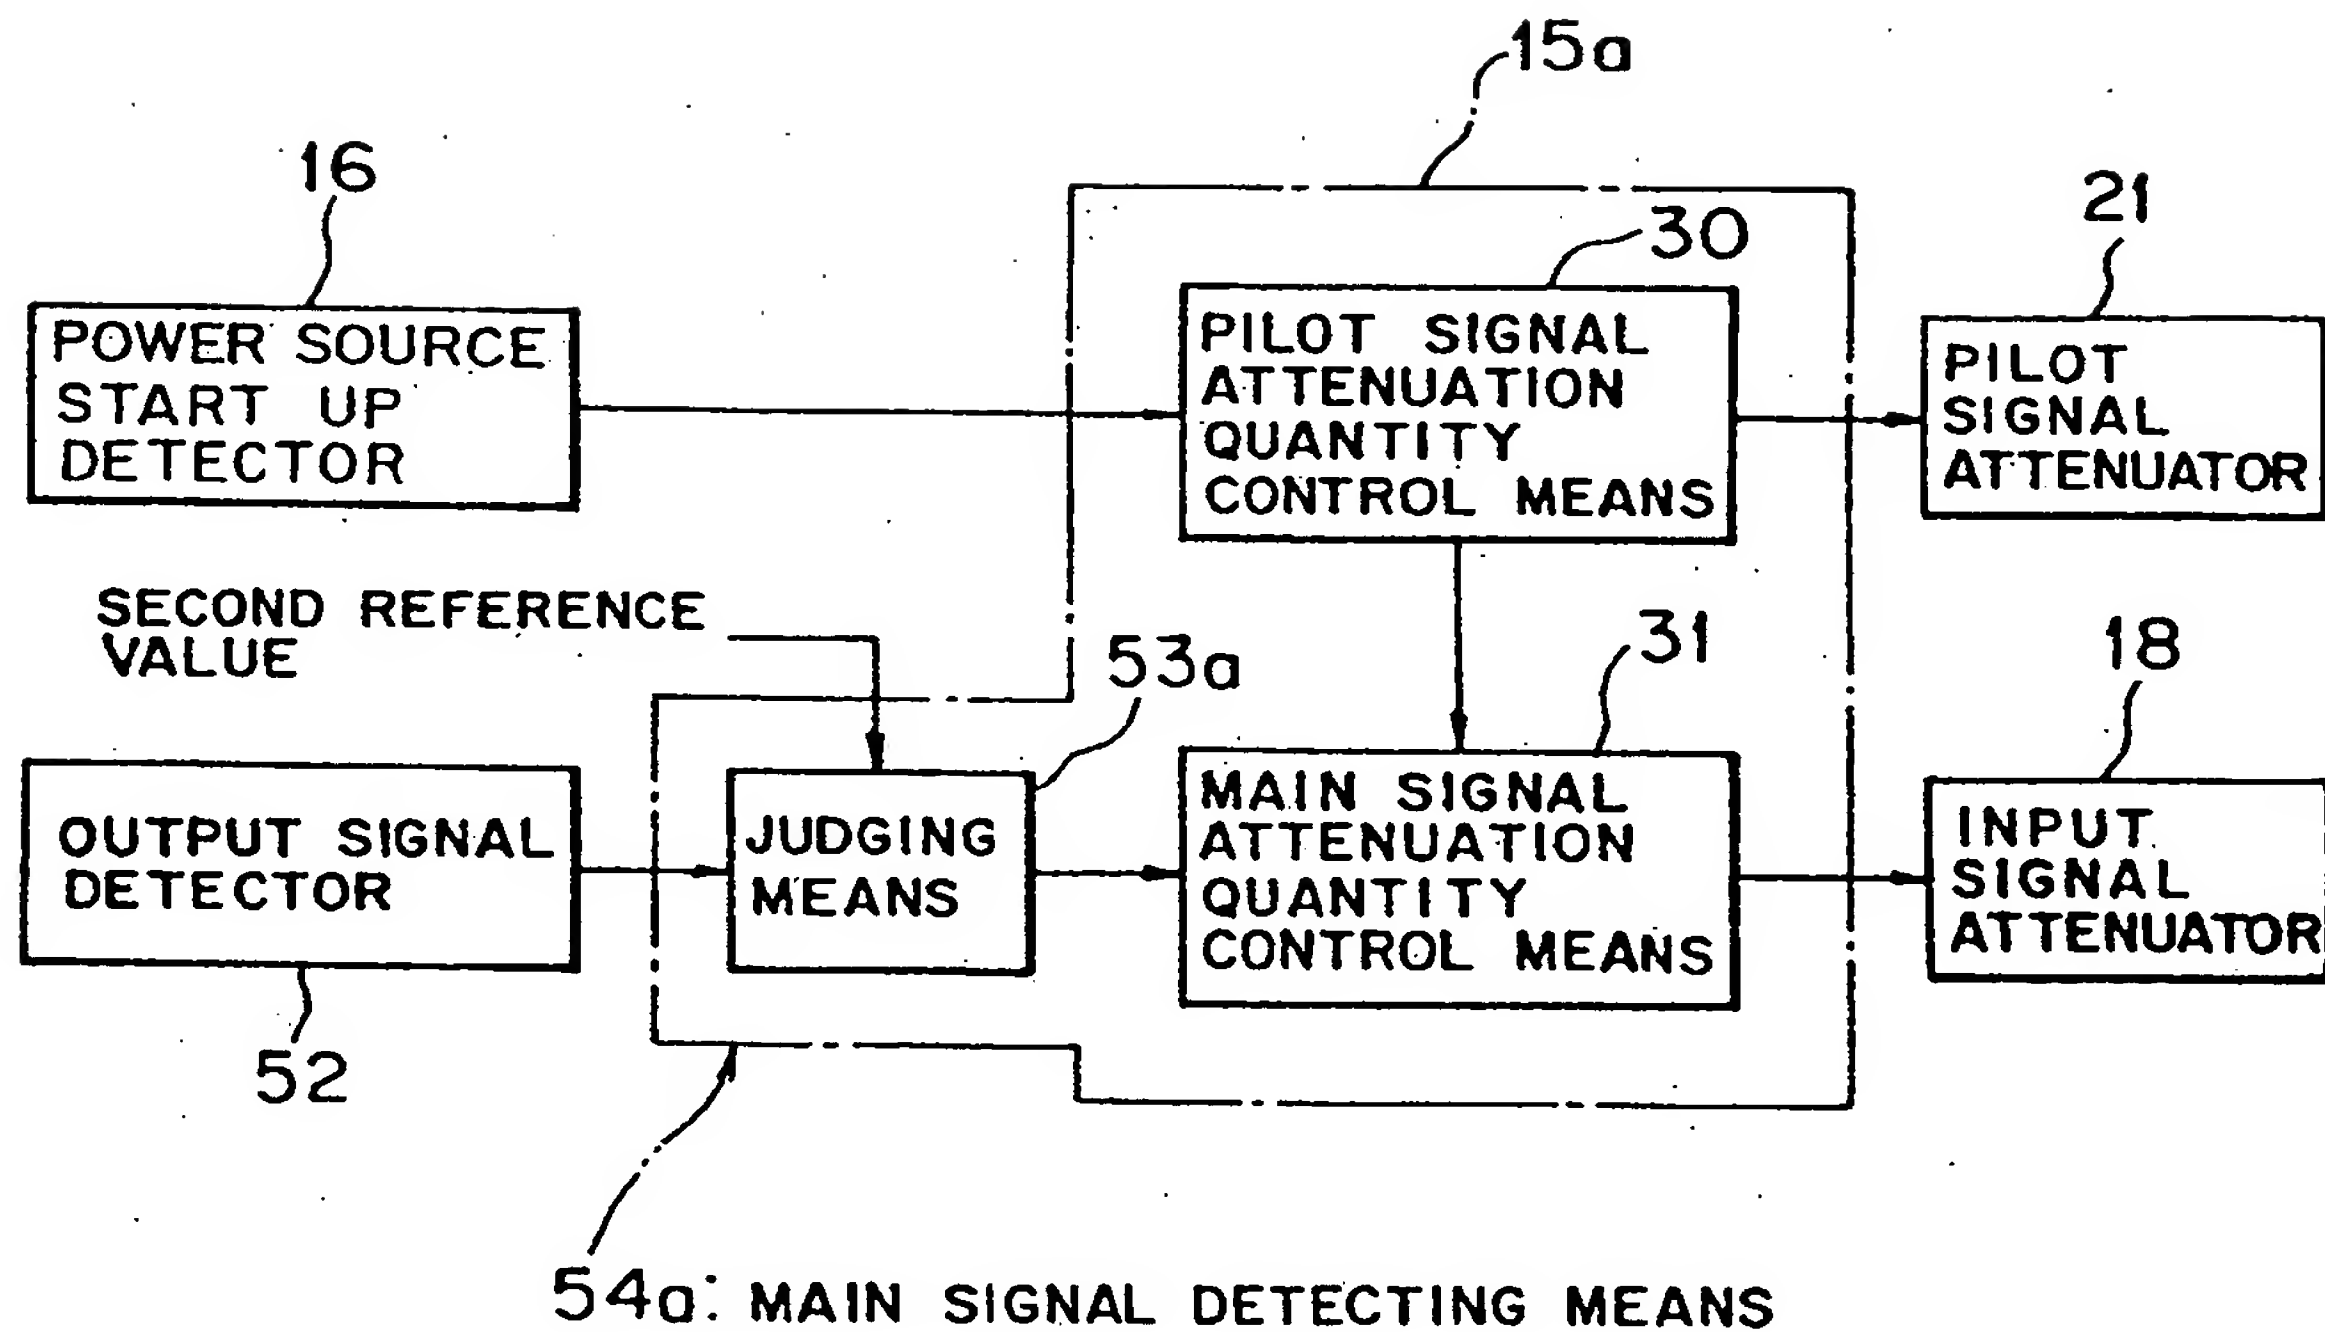 15a
16
21
30
POWER SOURCE
START UP
DETECTOR
PILOT SIGNAL
ATTENUATION
QUANTITY
CONTROL MEANS
PILOT
SIGNAL
ATTENUATOR
SECOND REFERENCE
VALUE
53a
31
18
OUTPUT SIGNAL
DETECTOR
JUDGING
MEANS
MAIN SIGNAL
ATTENUATION
QUANTITY
CONTROL MEANS
INPUT
SIGNAL
ATTENUATOR
52
54a: MAIN SIGNAL DETECTING MEANS